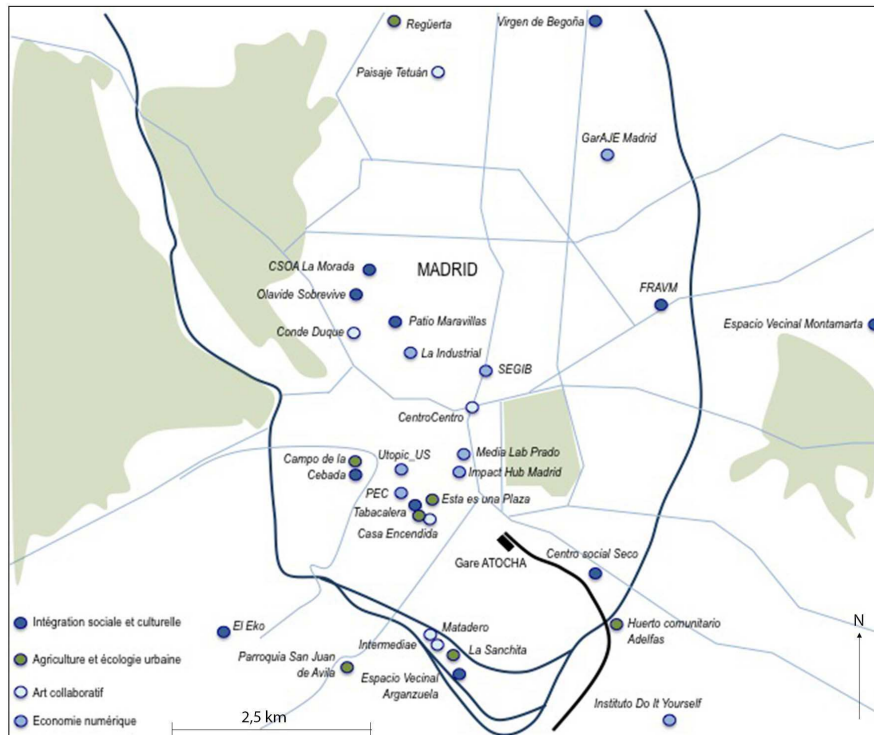 Regüerta
Virgen de Begoña
Paisaje Tetuán
GarAJE Madrid
CSOA La Morada
MADRID
Olavide Sobrevive
FRAVM
Patio Maravillas
Espacio Vecinal Montamarta
Conde Duque
La Industrial
SEGIB
CentroCentro
Campo de la
Cebada
Utopic_US
Media Lab Prado
Impact Hub Madrid
PEC
Esta es una Plaza
Tabacalera
Casa Encendida
Gare ATOCHA
Centro social Seco
El Eko
Matadero
Intermediae
La Sanchita
Huerto comunitario
Adelfas
N
Parroquia San Juan
de Avila
Espacio Vecinal
Arganzuela
Instituto Do It Yourself
Intégration sociale et culturelle
Agriculture et écologie urbaine
Art collaboratif
Economie numérique
2,5 km